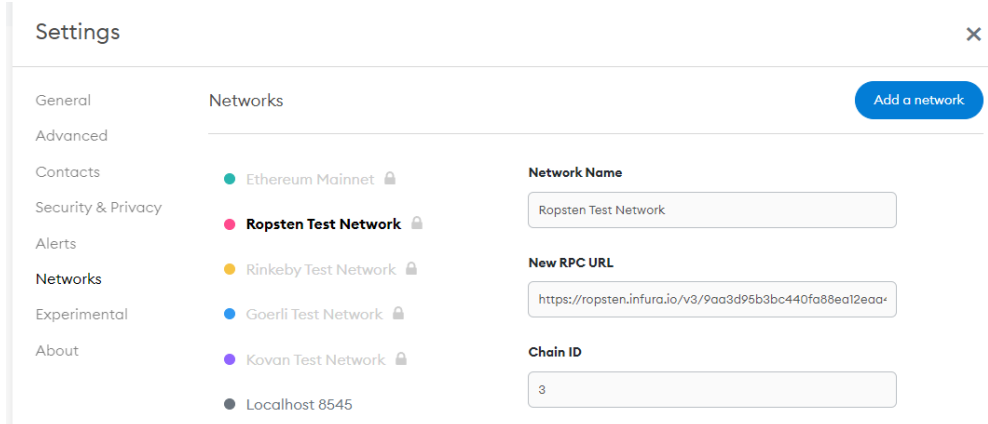 Settings
General
Advanced
Contacts
Security & Privacy
Alerts
Networks
Experimental
About
Networks
Add a network
Ethereum Mainnet
Ropsten Test Network
Rinkeby Test Network
Goerli Test Network
Kovan Test Network
Localhost 8545
Network Name
Ropsten Test Network
New RPC URL
https://ropsten.infura.io/v3/9aa3d95b3bc440fa88ea12eaa4
Chain ID
3